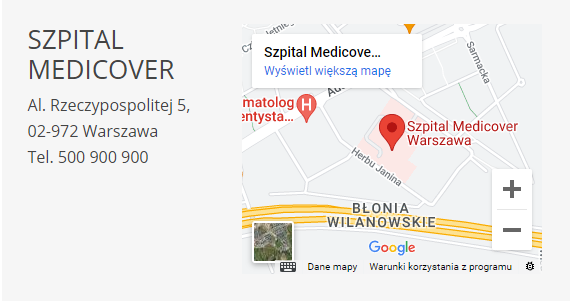 SZPITAL
MEDICOVER
Al. Rzeczypospolitej 5,
02-972 Warszawa
Tel. 500 900 900
Szpital Medicove...
Wyświetl większą mapę
Sarmacka
matolog
entysta...
H
Szpital Medicover
Warszawa
Herbu Janina
BŁONIA
WILANOWSKIE
+
−
Google
Dane mapy
Warunki korzystania z programu